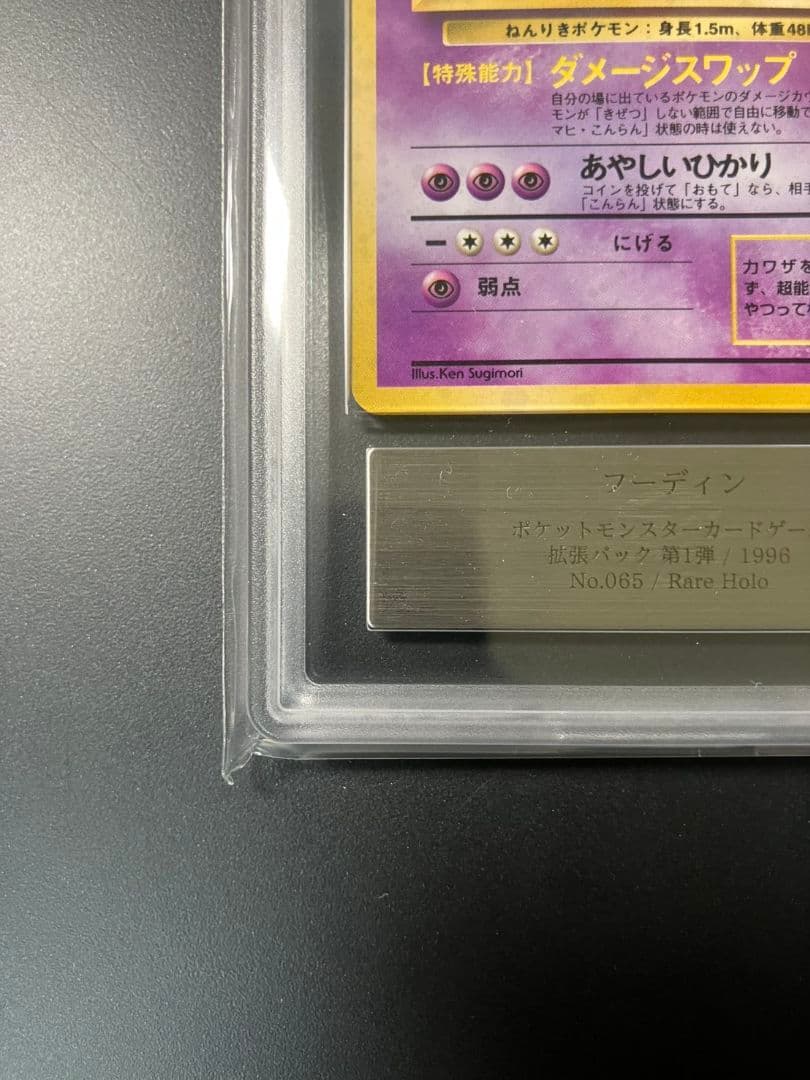 ねんりきポケモン：身長1.5m、体重48
【特殊能力】ダメージスワップ
自分の場に出ているポケモンのダメージカウ
モンが「きぜつ」しない範囲で自由に移動で
マヒ・こんらん」状態の時は使えない。
あやしいひかり
コインを投げて「おもて」なら、相手
「こんらん」状態にする。
にげる
力ワザを
弱点
ず、超能
やつってね
Illus.Ken Sugimori
フーディン
ポケットモンスターカードゲー
拡張パック 第1弾 / 1996
No.065 / Rare Holo